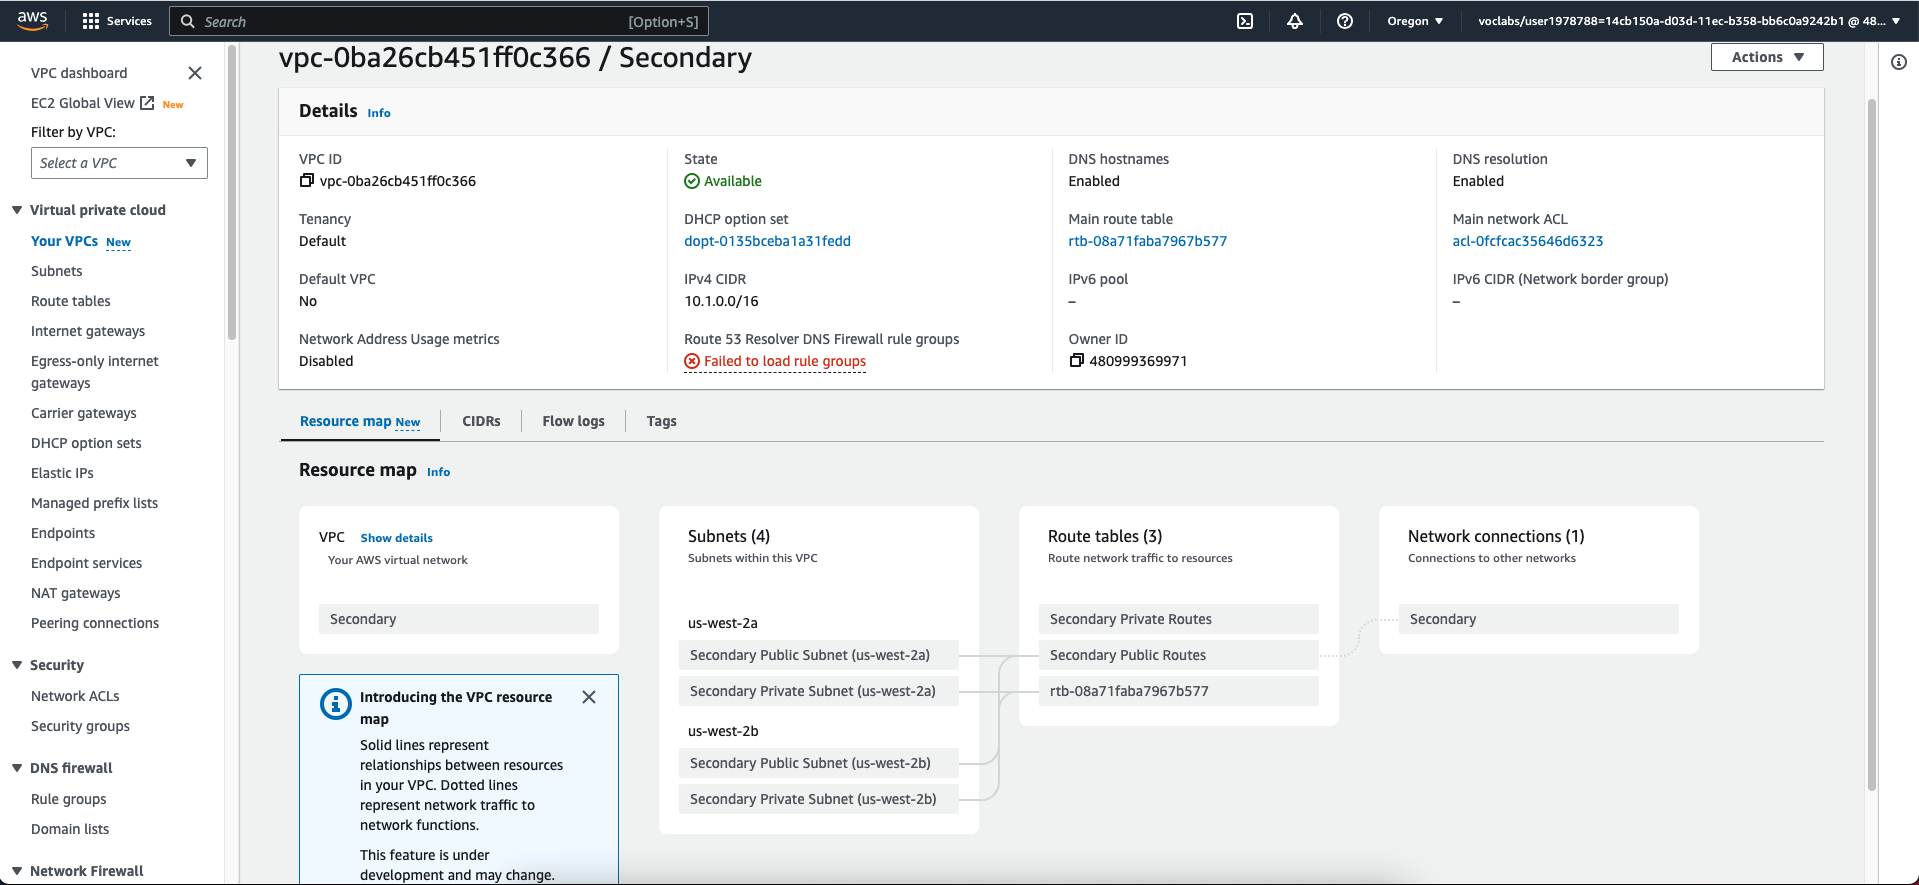 aws
Services
Search
[Option+S]
Oregon
voclabs/user1978788=14cb150a-d03d-11ec-b358-bb6c0a9242b1 @ 48...
VPC dashboard
EC2 Global View
New
Filter by VPC:
Select a VPC
Virtual private cloud
Your VPCs New
Subnets
Route tables
Internet gateways
Egress-only internet
gateways
Carrier gateways
DHCP option sets
Elastic IPs
Managed prefix lists
Endpoints
Endpoint services
NAT gateways
Peering connections
Security
Network ACLs
Security groups
DNS firewall
Rule groups
Domain lists
Network Firewall
vpc-0ba26cb451ff0c366 / Secondary
Actions
Details Info
VPC ID
vpc-0ba26cb451ff0c366
State
Available
DNS hostnames
Enabled
DNS resolution
Enabled
Tenancy
Default
DHCP option set
dopt-0135bceba1a31fedd
Main route table
rtb-08a71faba7967b577
Main network ACL
acl-0fcfcac35646d6323
Default VPC
No
IPv4 CIDR
10.1.0.0/16
IPv6 pool
–
IPv6 CIDR (Network border group)
–
Network Address Usage metrics
Disabled
Route 53 Resolver DNS Firewall rule groups
Failed to load rule groups
Owner ID
480999369971
Resource map New
CIDRs
Flow logs
Tags
Resource map Info
VPC Show details
Your AWS virtual network
Secondary
Introducing the VPC resource
map
Solid lines represent
relationships between resources
in your VPC. Dotted lines
represent network traffic to
network functions.
This feature is under
development and may change.
Subnets (4)
Subnets within this VPC
us-west-2a
Secondary Public Subnet (us-west-2a)
Secondary Private Subnet (us-west-2a)
us-west-2b
Secondary Public Subnet (us-west-2b)
Secondary Private Subnet (us-west-2b)
Route tables (3)
Route network traffic to resources
Secondary Private Routes
Secondary Public Routes
rtb-08a71faba7967b577
Network connections (1)
Connections to other networks
Secondary